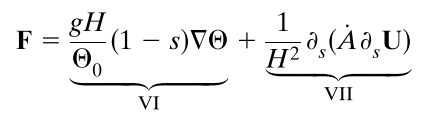 F = gH/Θ₀ (1 − s)∇Θ + 1/H² ∂ₛ(Ȧ ∂ₛU)
VI VII